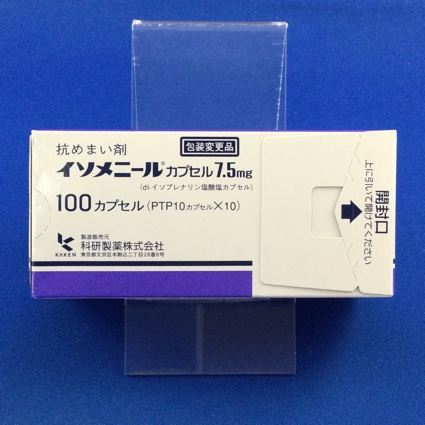 抗めまい剤
包装変更品
イソメニール®カプセル7.5mg
(dl-イソプレナリン塩酸塩カプセル)
100カプセル(PTP10カプセル×10)
KAKEN
製造販売元
科研製薬株式会社
東京都文京区本駒込二丁目28番8号
開封口
上に引いて開けてください